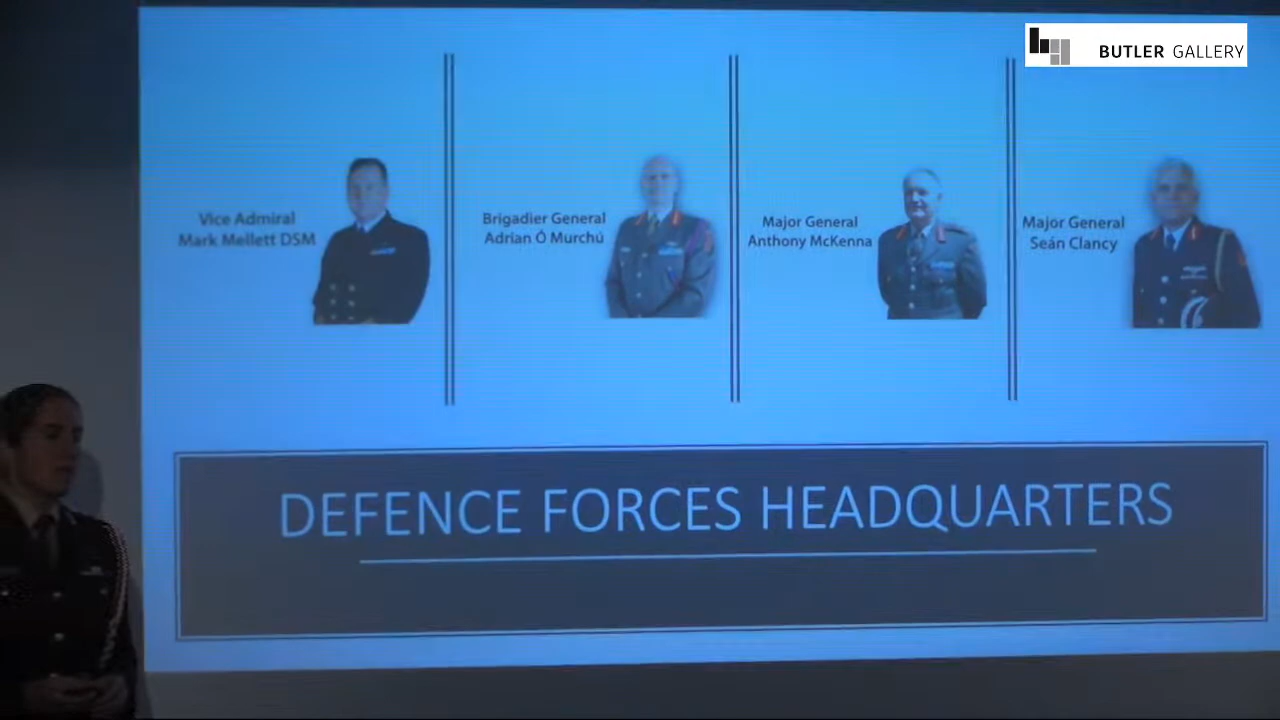 BUTLER GALLERY
Vice Admiral
Mark Mellett DSM
Brigadier General
Adrian Ó Murchú
Major General
Anthony McKenna
Major General
Seán Clancy
DEFENCE FORCES HEADQUARTERS